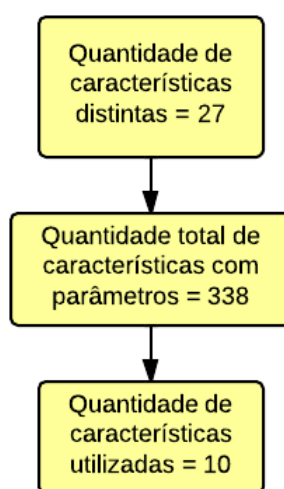 Quantidade de
características
distintas = 27
Quantidade total de
características com
parâmetros = 338
Quantidade de
características
utilizadas = 10